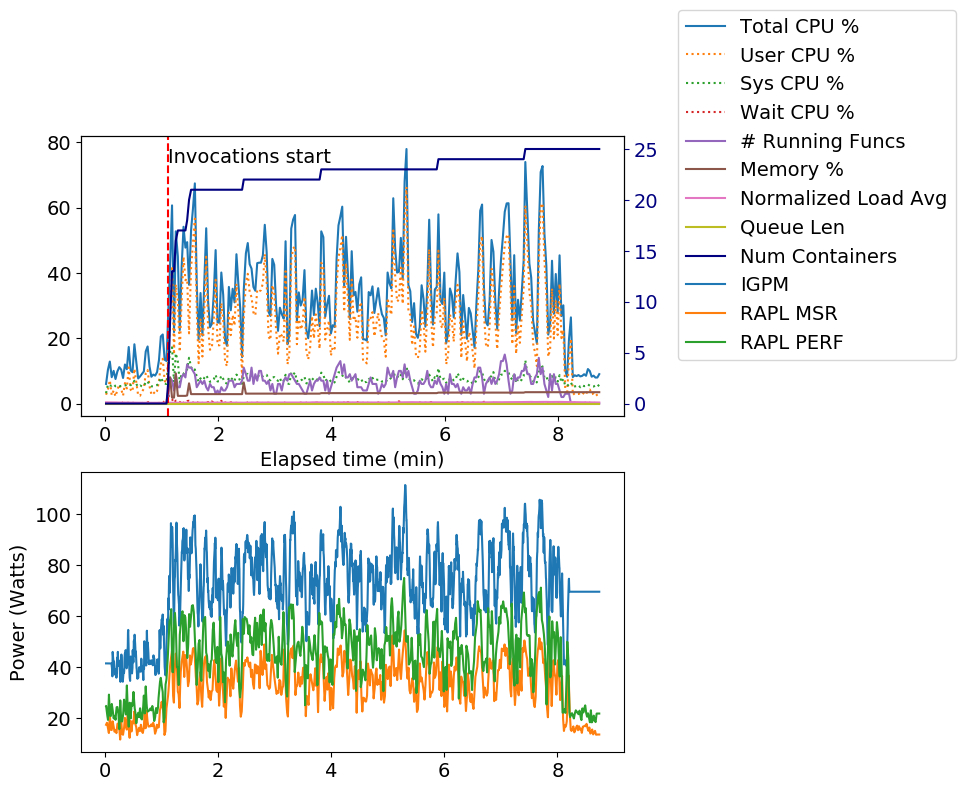 Total CPU %
User CPU %
Sys CPU %
Wait CPU %
# Running Funcs
Memory %
Normalized Load Avg
Queue Len
Num Containers
IGPM
RAPL MSR
RAPL PERF
Invocations start
80
60
40
20
0
25
20
15
10
5
0
0 2 4 6 8
Elapsed time (min)
Power (Watts)
100
80
60
40
20
0 2 4 6 8